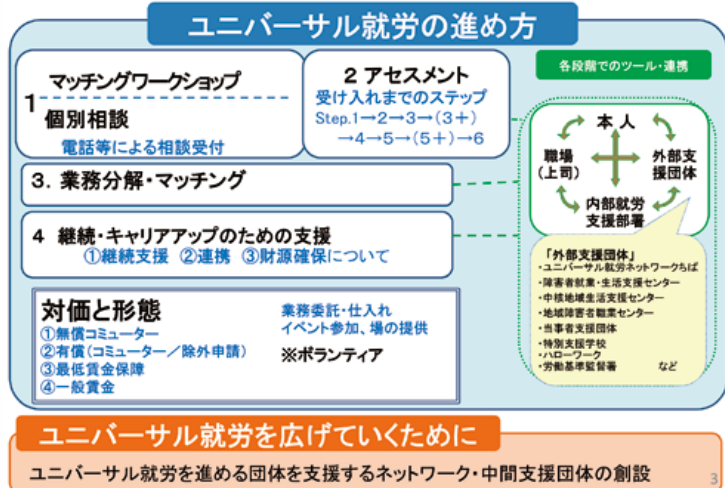 ユニバーサル就労の進め方
マッチングワークショップ
1
個別相談
電話等による相談受付
2 アセスメント
受け入れまでのステップ
Step.1→2→3→(3+)
→4→5→(5+)→6
各段階でのツール・連携
本人
職場
(上司)
外部支
援団体
内部就労
支援部署
3. 業務分解・マッチング
4 継続・キャリアアップのための支援
①継続支援 ②連携 ③財源確保について
「外部支援団体」
・ユニバーサル就労ネットワークちば
・障害者就業・生活支援センター
・中核地域生活支援センター
・地域障害者職業センター
・当事者支援団体
・特別支援学校
ハローワーク
・労働基準監督署 など
対価と形態
①無償コミューター
②有償(コミューター/除外申請)
③最低賃金保障
④一般賃金
業務委託・仕入れ
イベント参加、場の提供
※ボランティア
ユニバーサル就労を広げていくために
ユニバーサル就労を進める団体を支援するネットワーク・中間支援団体の創設
3